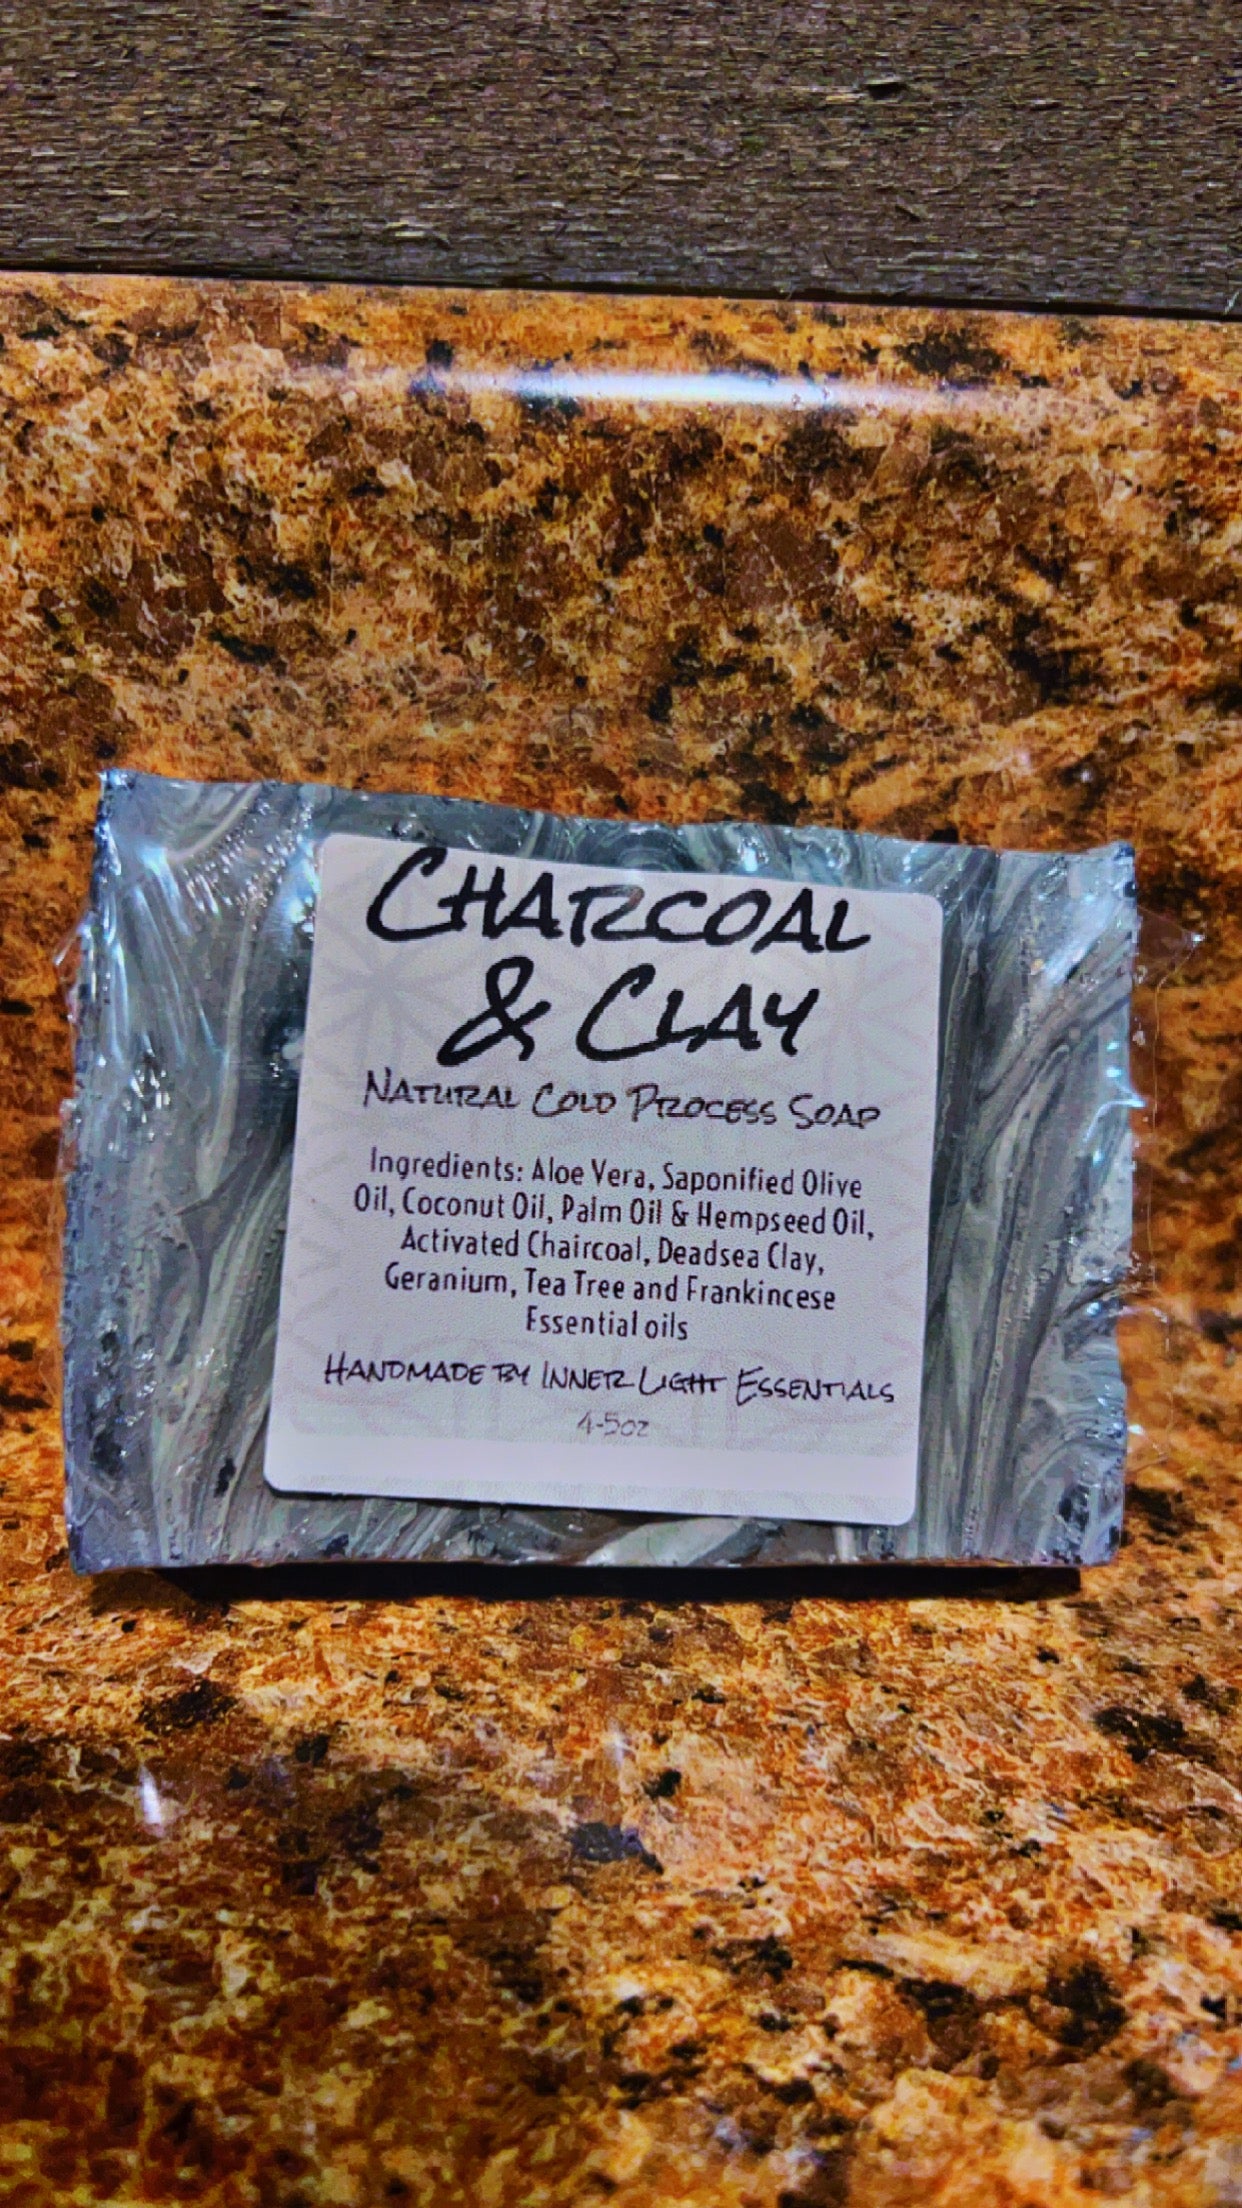 CHARCOAL
& CLAY
NATURAL COLD PROCESS SOAP
Ingredients: Aloe Vera, Saponified Olive
Oil, Coconut Oil, Palm Oil & Hempseed Oil,
Activated Chaircoal, Deadsea Clay,
Geranium, Tea Tree and Frankincese
Essential oils
HANDMADE BY INNER LIGHT ESSENTIALS
4-5oz